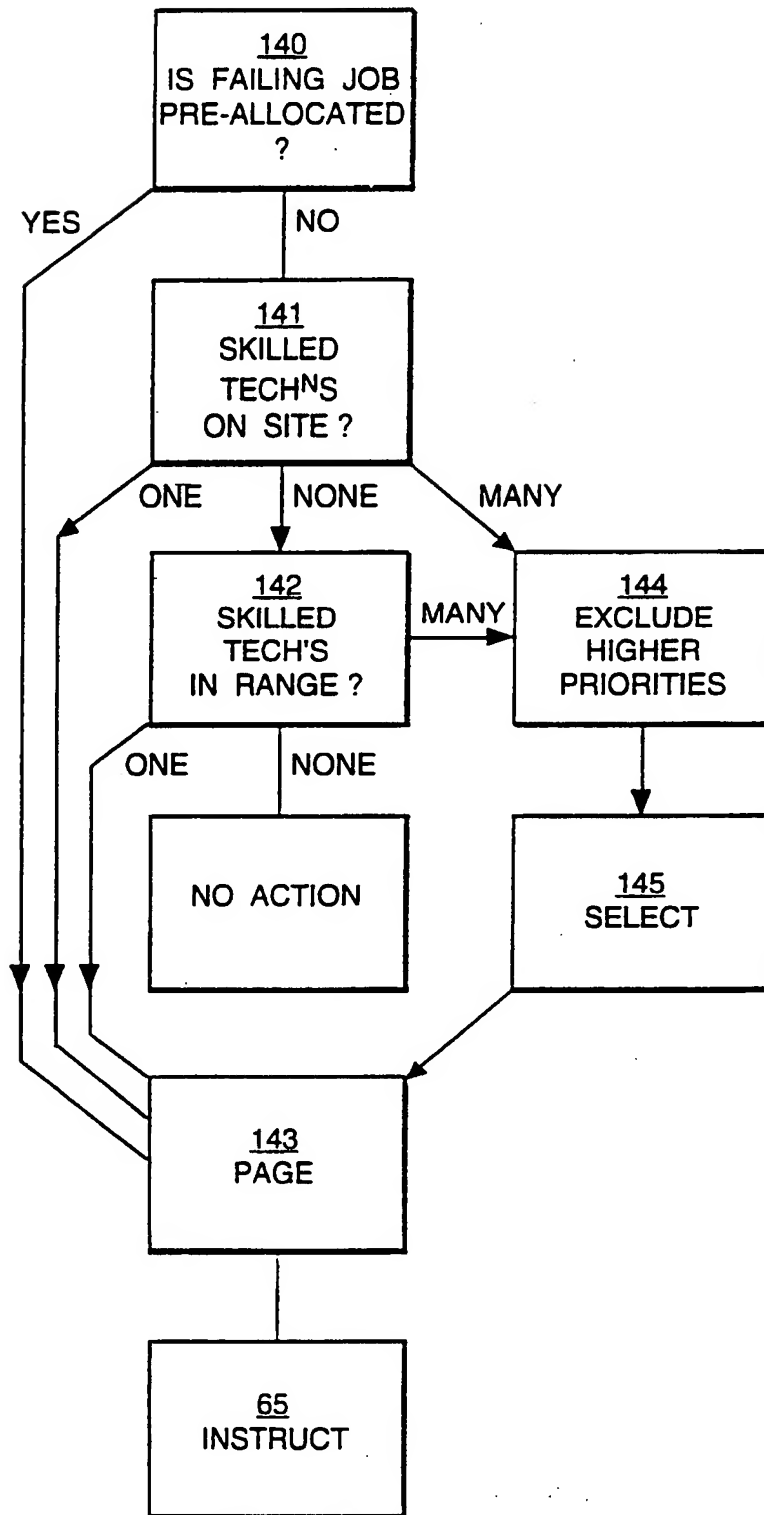 140
IS FAILING JOB
PRE-ALLOCATED
?
YES
NO
141
SKILLED
TECHᴺS
ON SITE ?
ONE
NONE
MANY
142
SKILLED
TECH'S
IN RANGE ?
MANY
144
EXCLUDE
HIGHER
PRIORITIES
ONE
NONE
NO ACTION
145
SELECT
143
PAGE
65
INSTRUCT